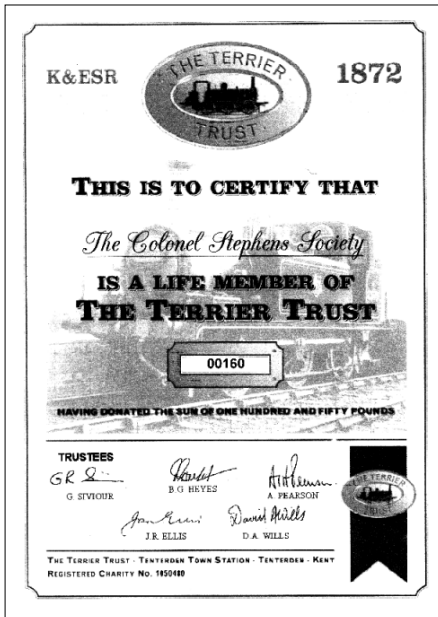 K&ESR
THE TERRIER
TRUST
1872
THIS IS TO CERTIFY THAT
The Colonel Stephens Society
IS A LIFE MEMBER OF
THE TERRIER TRUST
00160
HAVING DONATED THE SUM OF ONE HUNDRED AND FIFTY POUNDS
TRUSTEES
G. SIVIOUR
B.G HEYES
A. PEARSON
J.R. ELLIS
David Wills
D.A. WILLS
THE TERRIER
TRUST
THE TERRIER TRUST - TENTERDEN TOWN STATION - TENTERDEN - KENT
REGISTERED CHARITY No. 1050480